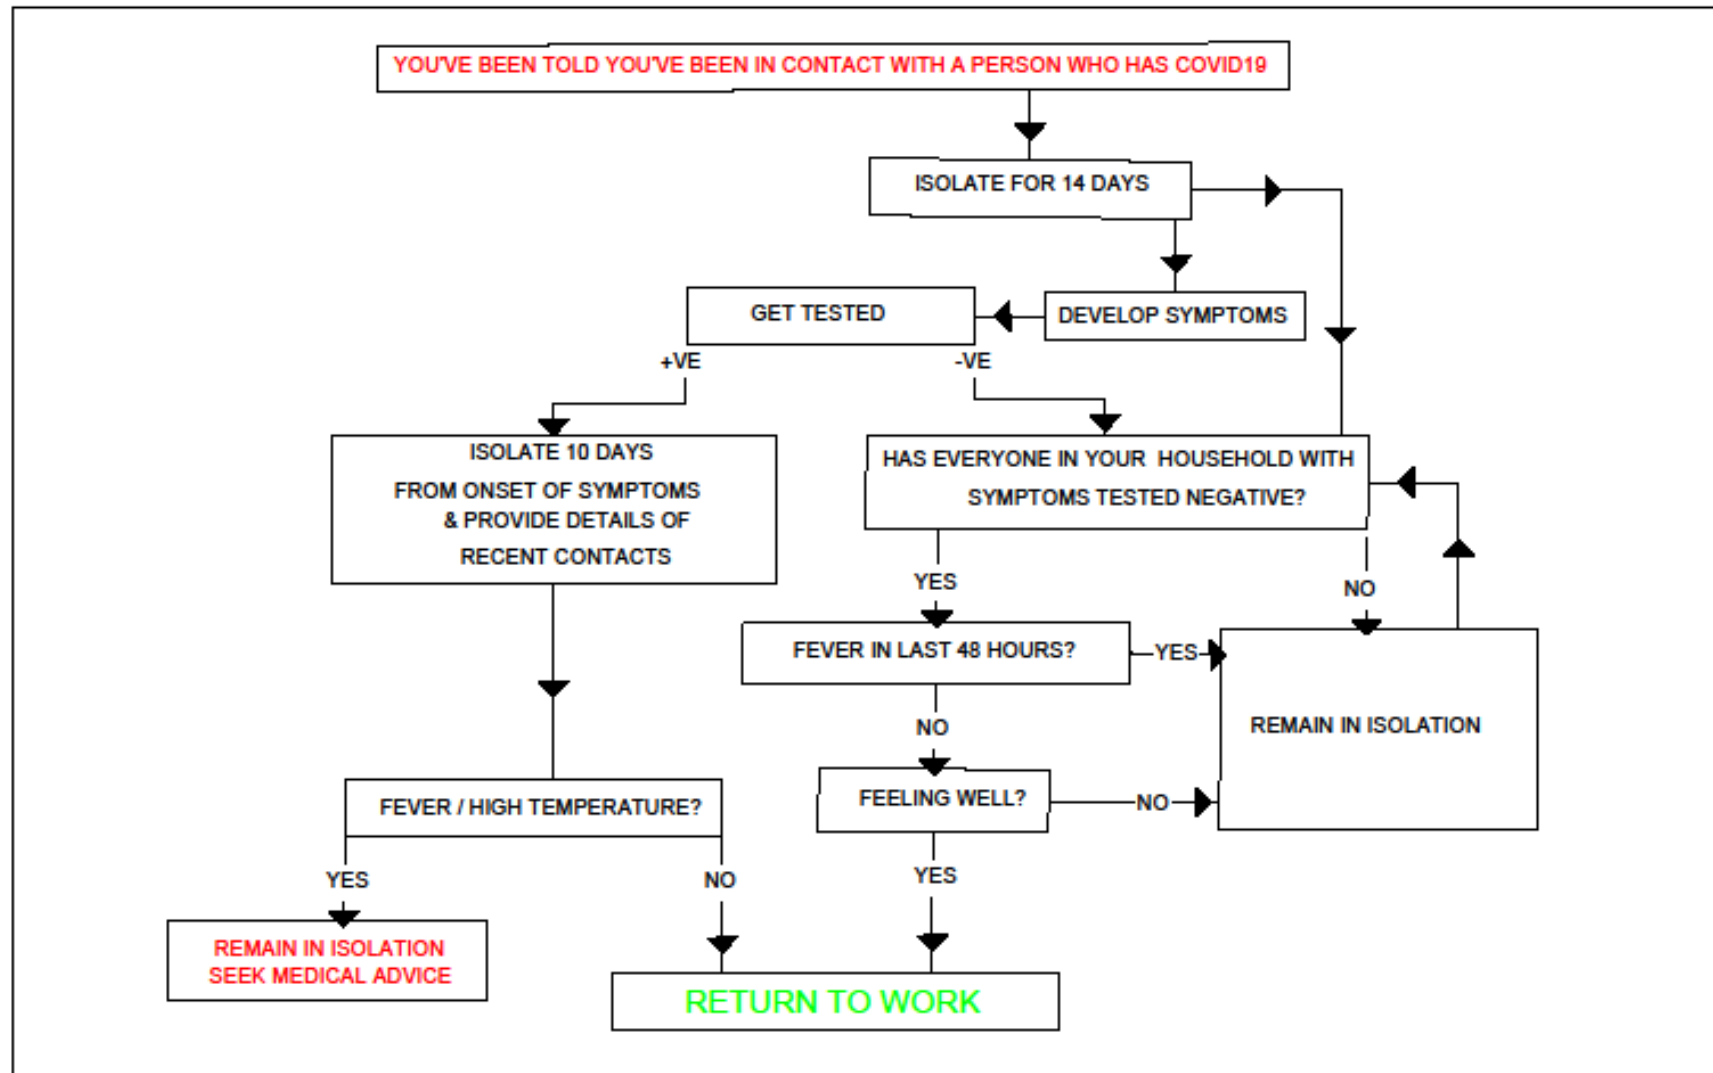 YOU'VE BEEN TOLD YOU'VE BEEN IN CONTACT WITH A PERSON WHO HAS COVID19
ISOLATE FOR 14 DAYS
GET TESTED
DEVELOP SYMPTOMS
+VE
-VE
ISOLATE 10 DAYS
FROM ONSET OF SYMPTOMS
& PROVIDE DETAILS OF
RECENT CONTACTS
HAS EVERYONE IN YOUR HOUSEHOLD WITH
SYMPTOMS TESTED NEGATIVE?
YES
NO
FEVER IN LAST 48 HOURS?
YES
NO
REMAIN IN ISOLATION
FEELING WELL?
NO
FEVER / HIGH TEMPERATURE?
YES
NO
YES
REMAIN IN ISOLATION
SEEK MEDICAL ADVICE
RETURN TO WORK